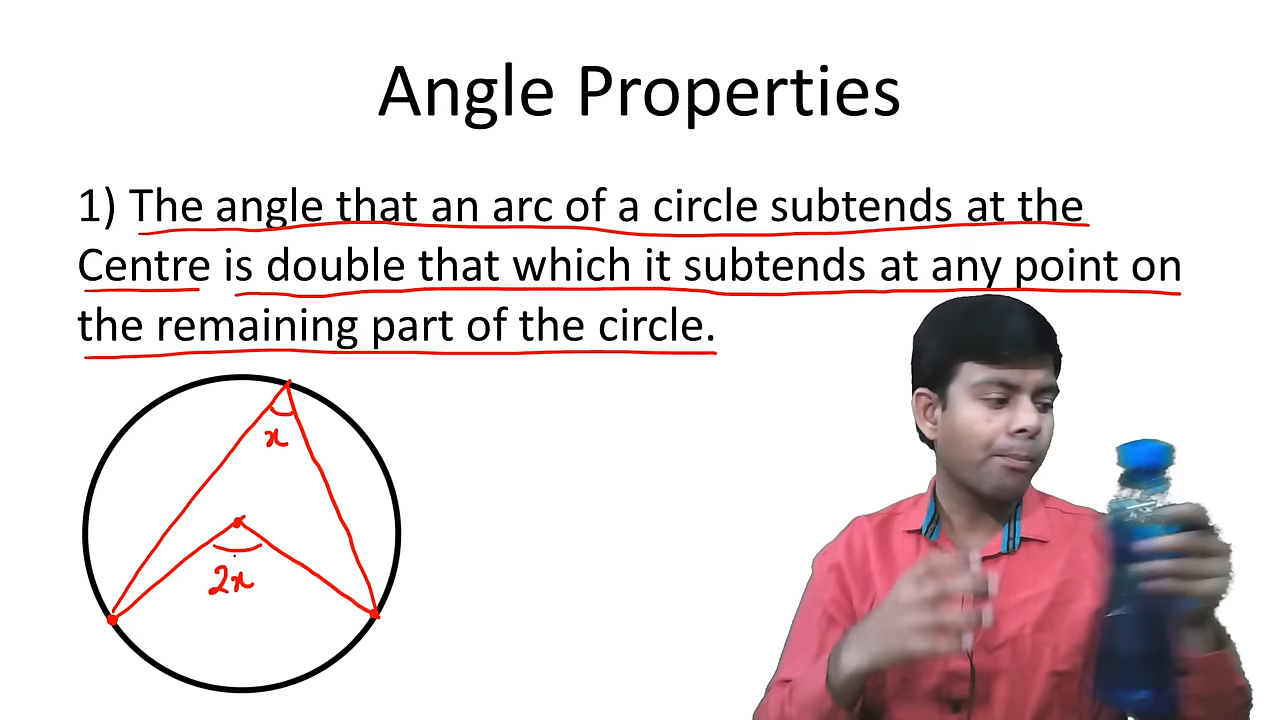 Angle Properties
1) The angle that an arc of a circle subtends at the
Centre is double that which it subtends at any point on
the remaining part of the circle.
x
2x